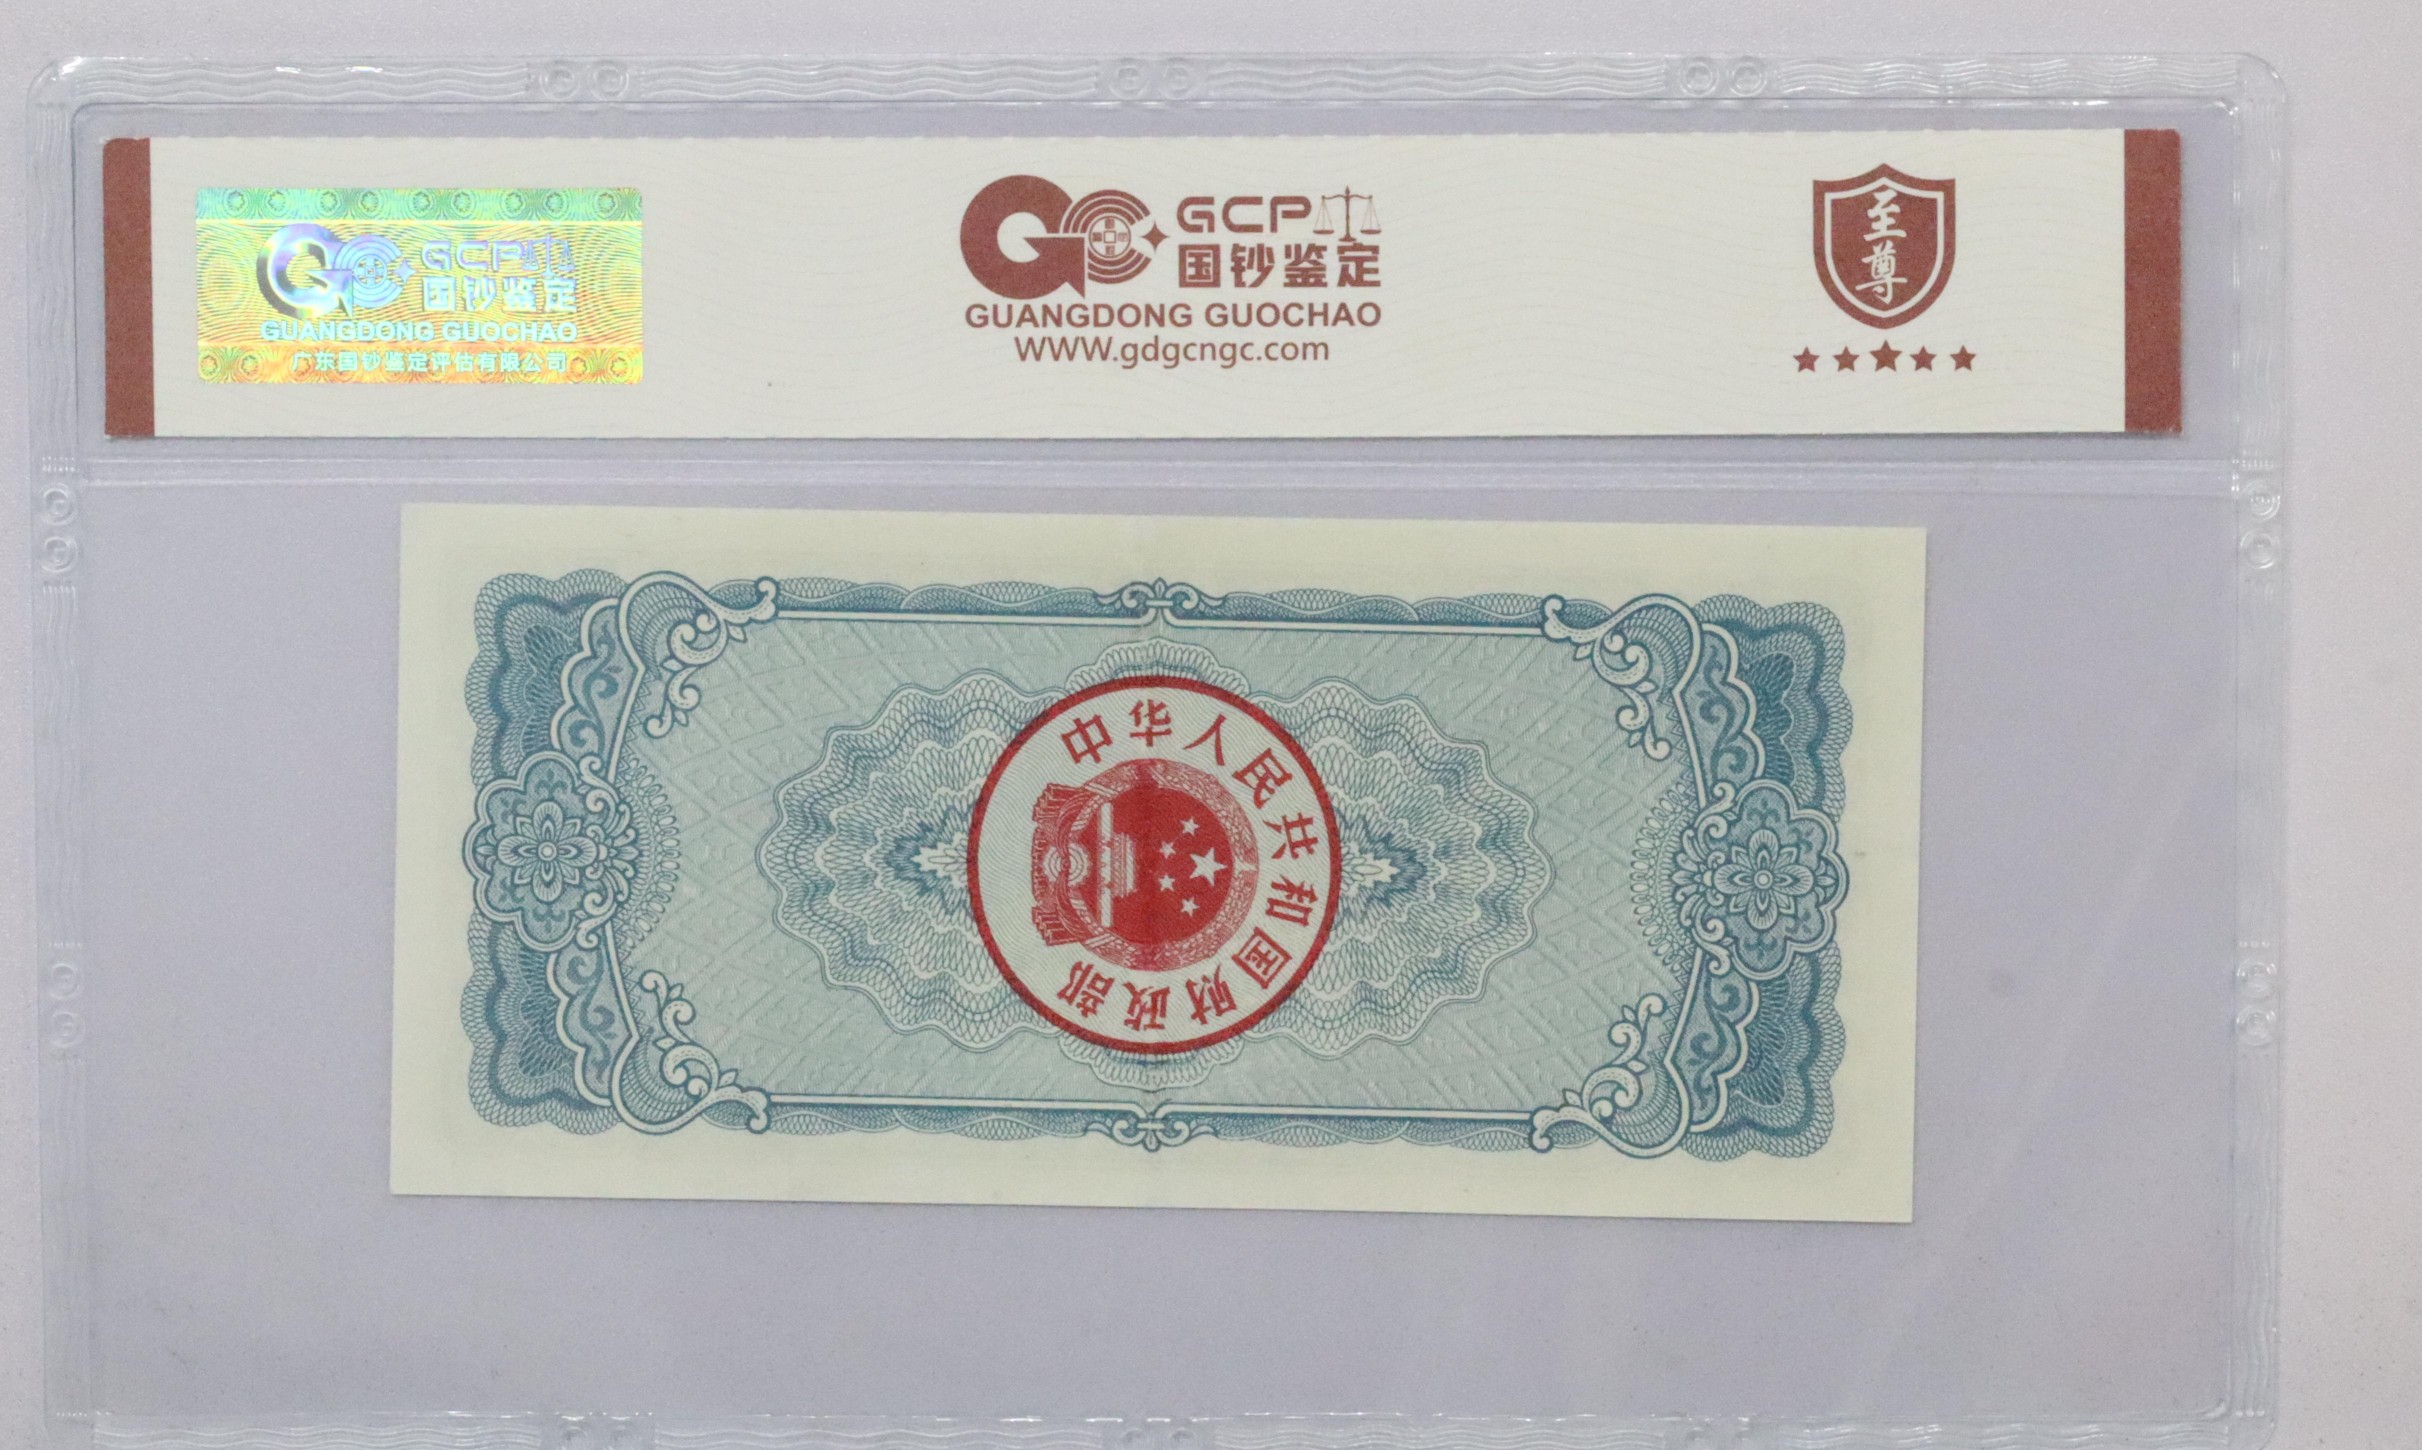 GCP
国钞鉴定
GUANGDONG GUOCHAO
广东国钞鉴定评估有限公司
GCP
国钞鉴定
GUANGDONG GUOCHAO
WWW.gdgcngc.com
至尊
中华人民共和国财政部